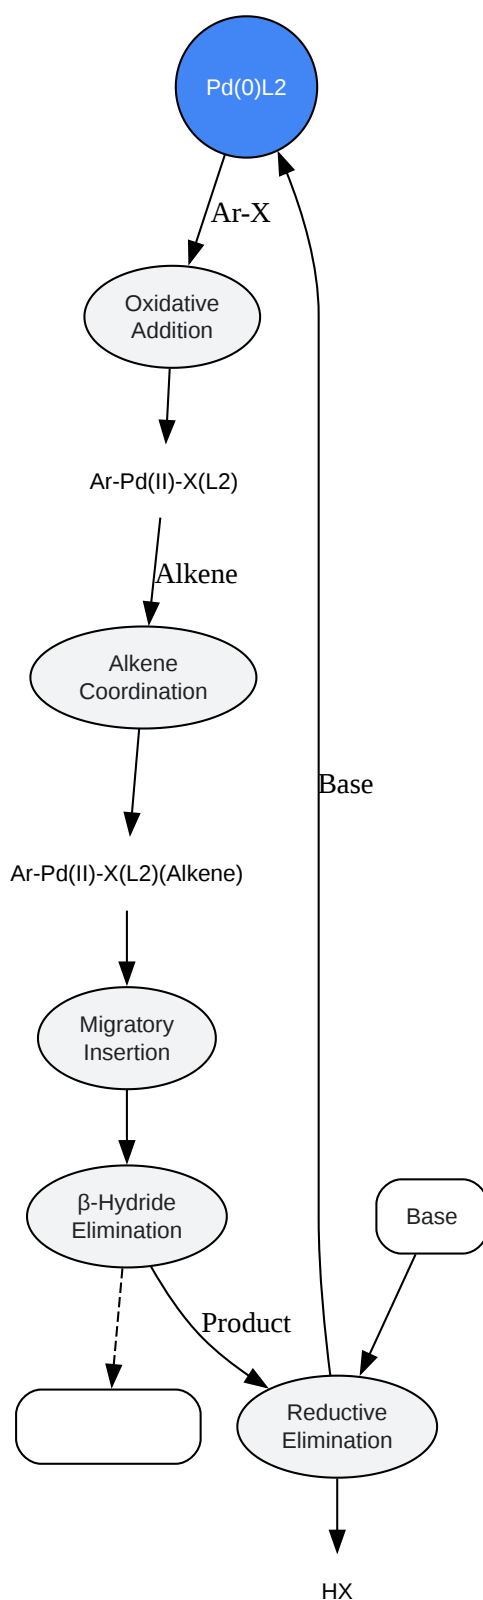 Pd(0)L2
Ar-X
Oxidative
Addition
Ar-Pd(II)-X(L2)
Alkene
Alkene
Coordination
Base
Ar-Pd(II)-X(L2)(Alkene)
Migratory
Insertion
β-Hydride
Elimination
Base
Product
Reductive
Elimination
HX